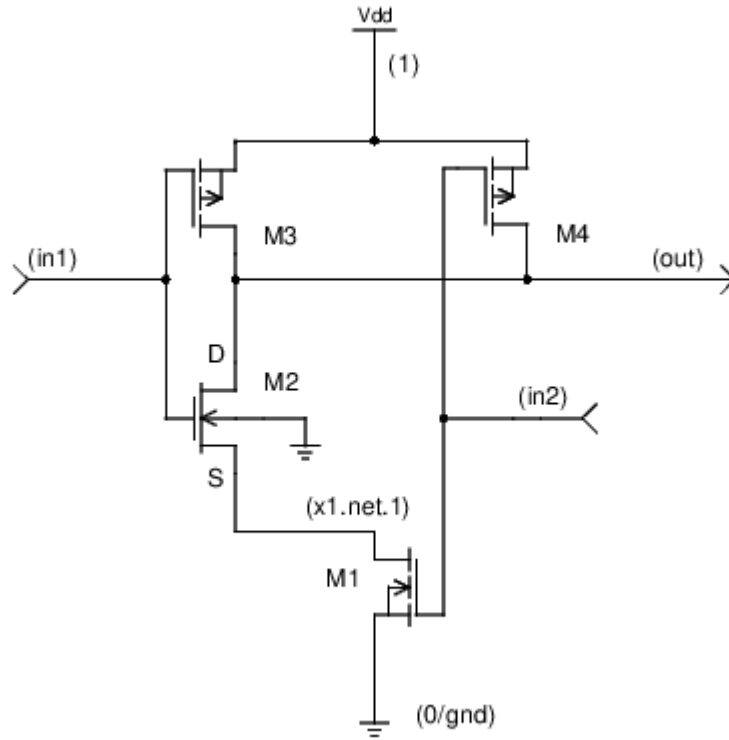 Vdd
(1)
M3
M4
(in1)
(out)
D
M2
(in2)
S
(x1.net.1)
M1
(0/gnd)